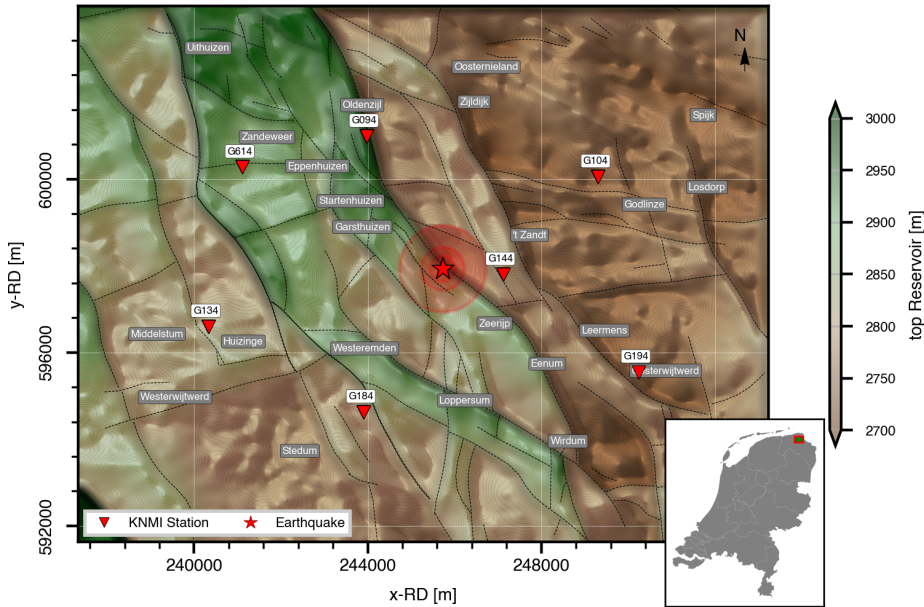 N
Uithuizen
Oosternieland
Oldenzijl
Zijldijk
G094
Spijk
Zandeweer
G614
Eppenhuizen
G104
Losdorp
Startenhuizen
Godlinze
Garsthuizen
't Zandt
G144
G134
Zeerijp
Leermens
Middelstum
Huizinge
Westeremden
G194
Eenum
Oosterwijtwerd
Westerwijtwerd
G184
Loppersum
Wirdum
Stedum
KNMI Station
Earthquake
600000
596000
592000
y-RD [m]
240000
244000
248000
x-RD [m]
3000
2950
2900
2850
2800
2750
2700
top Reservoir [m]